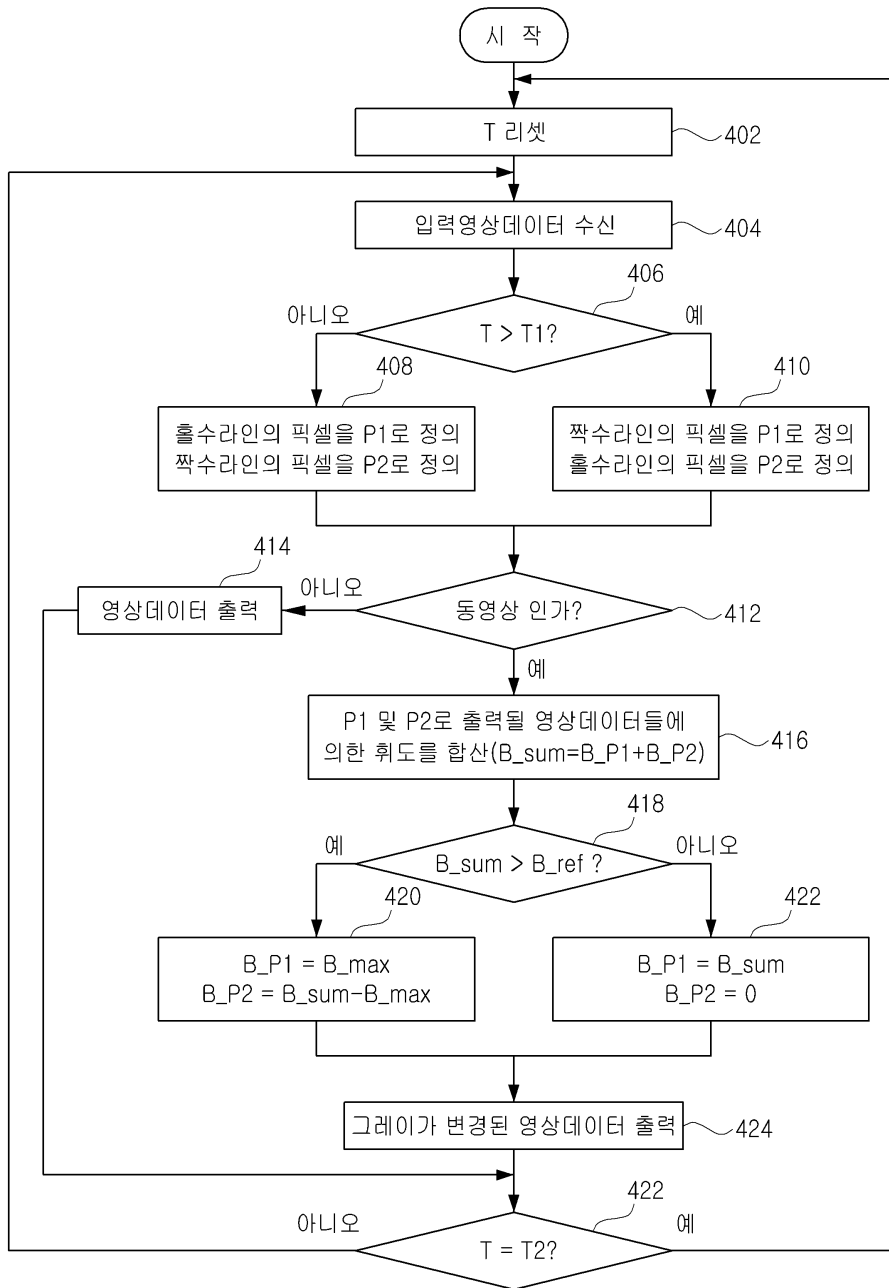 시 작
T 리셋
402
입력영상데이터 수신
404
406
아니오
예
T > T1?
408
410
홀수라인의 픽셀을 P1로 정의
짝수라인의 픽셀을 P2로 정의
짝수라인의 픽셀을 P1로 정의
홀수라인의 픽셀을 P2로 정의
414
아니오
영상데이터 출력
동영상 인가?
412
예
P1 및 P2로 출력될 영상데이터들에
의한 휘도를 합산(B_sum=B_P1+B_P2)
416
418
예
아니오
B_sum > B_ref ?
420
422
B_P1 = B_max
B_P2 = B_sum-B_max
B_P1 = B_sum
B_P2 = 0
그레이가 변경된 영상데이터 출력
424
422
아니오
예
T = T2?